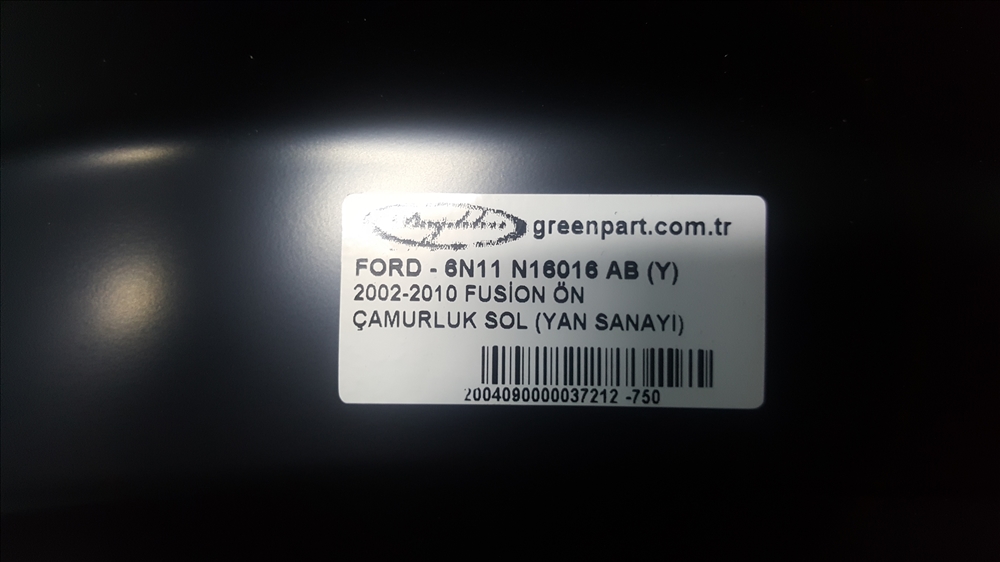 greenpart.com.tr
FORD - 6N11 N16016 AB (Y)
2002-2010 FUSİON ÖN
ÇAMURLUK SOL (YAN SANAYİ)
2004090000037212 -750